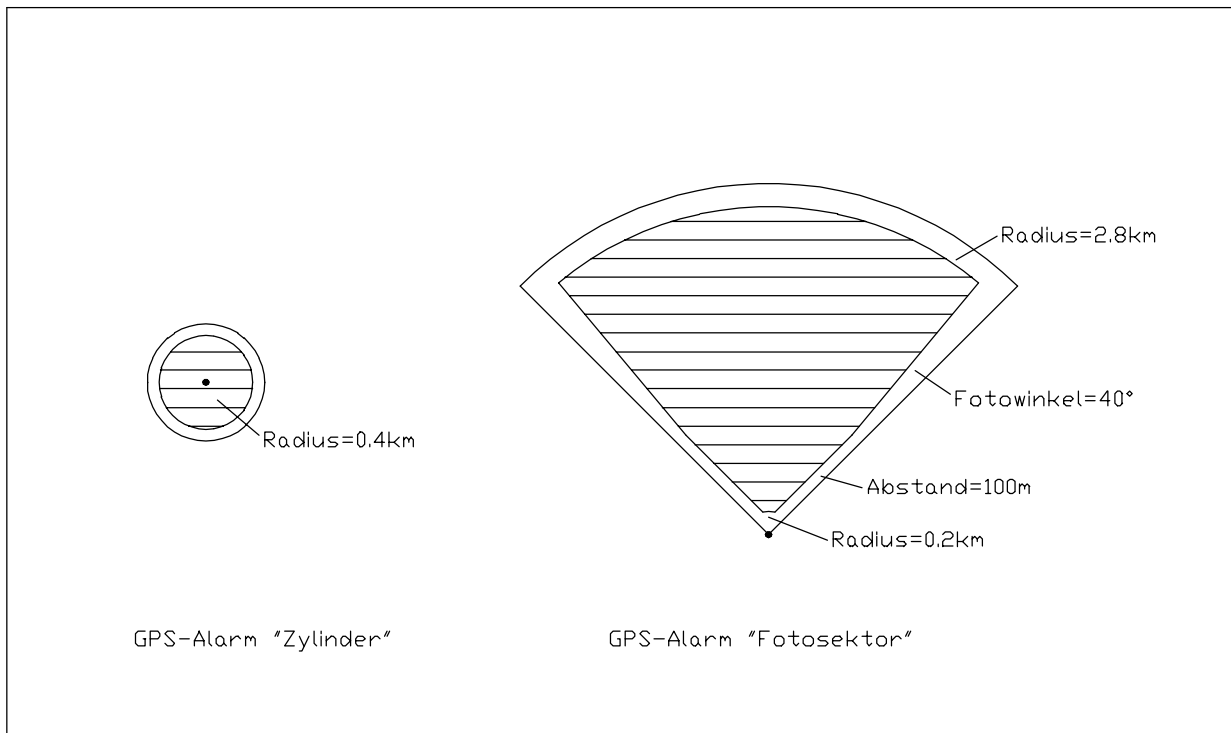 Radius=2.8km
Fotowinkel=40°
Radius=0.4km
Abstand=100m
Radius=0.2km
GPS-Alarm "Zylinder"
GPS-Alarm "Fotosektor"